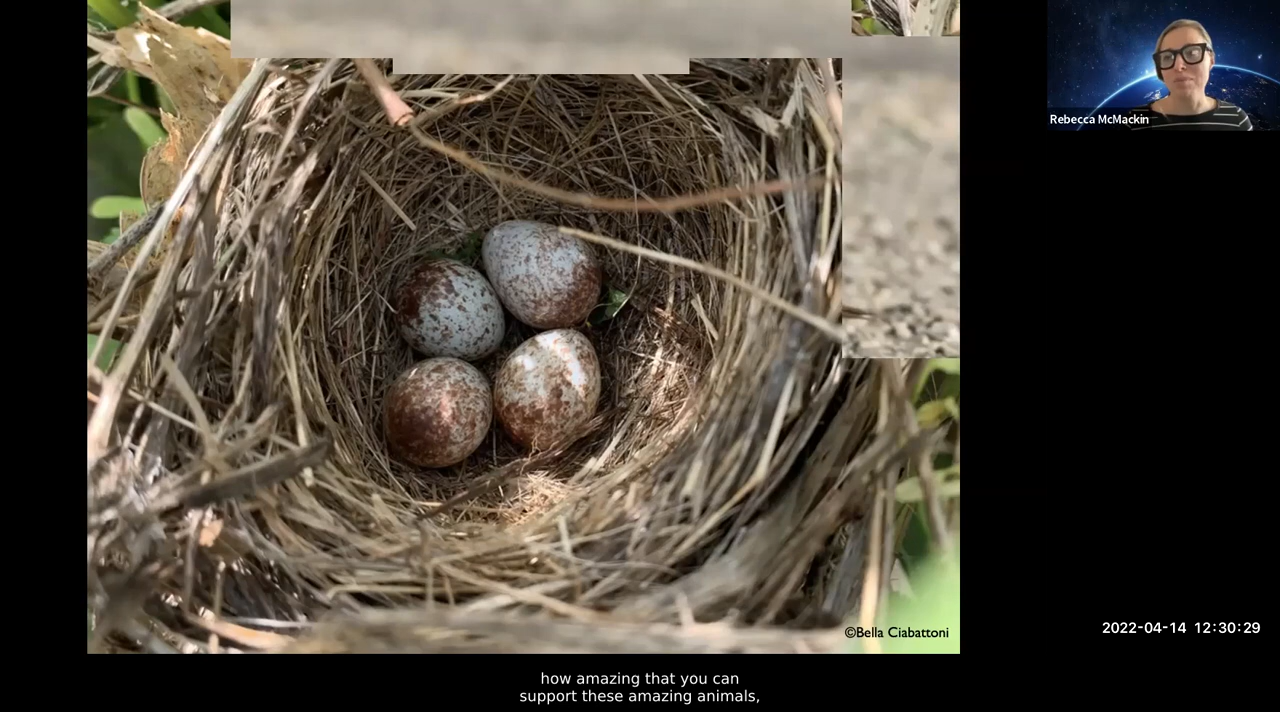 Rebecca McMackin
©Bella Ciabattoni
2022-04-14 12:30:29
how amazing that you can
support these amazing animals,